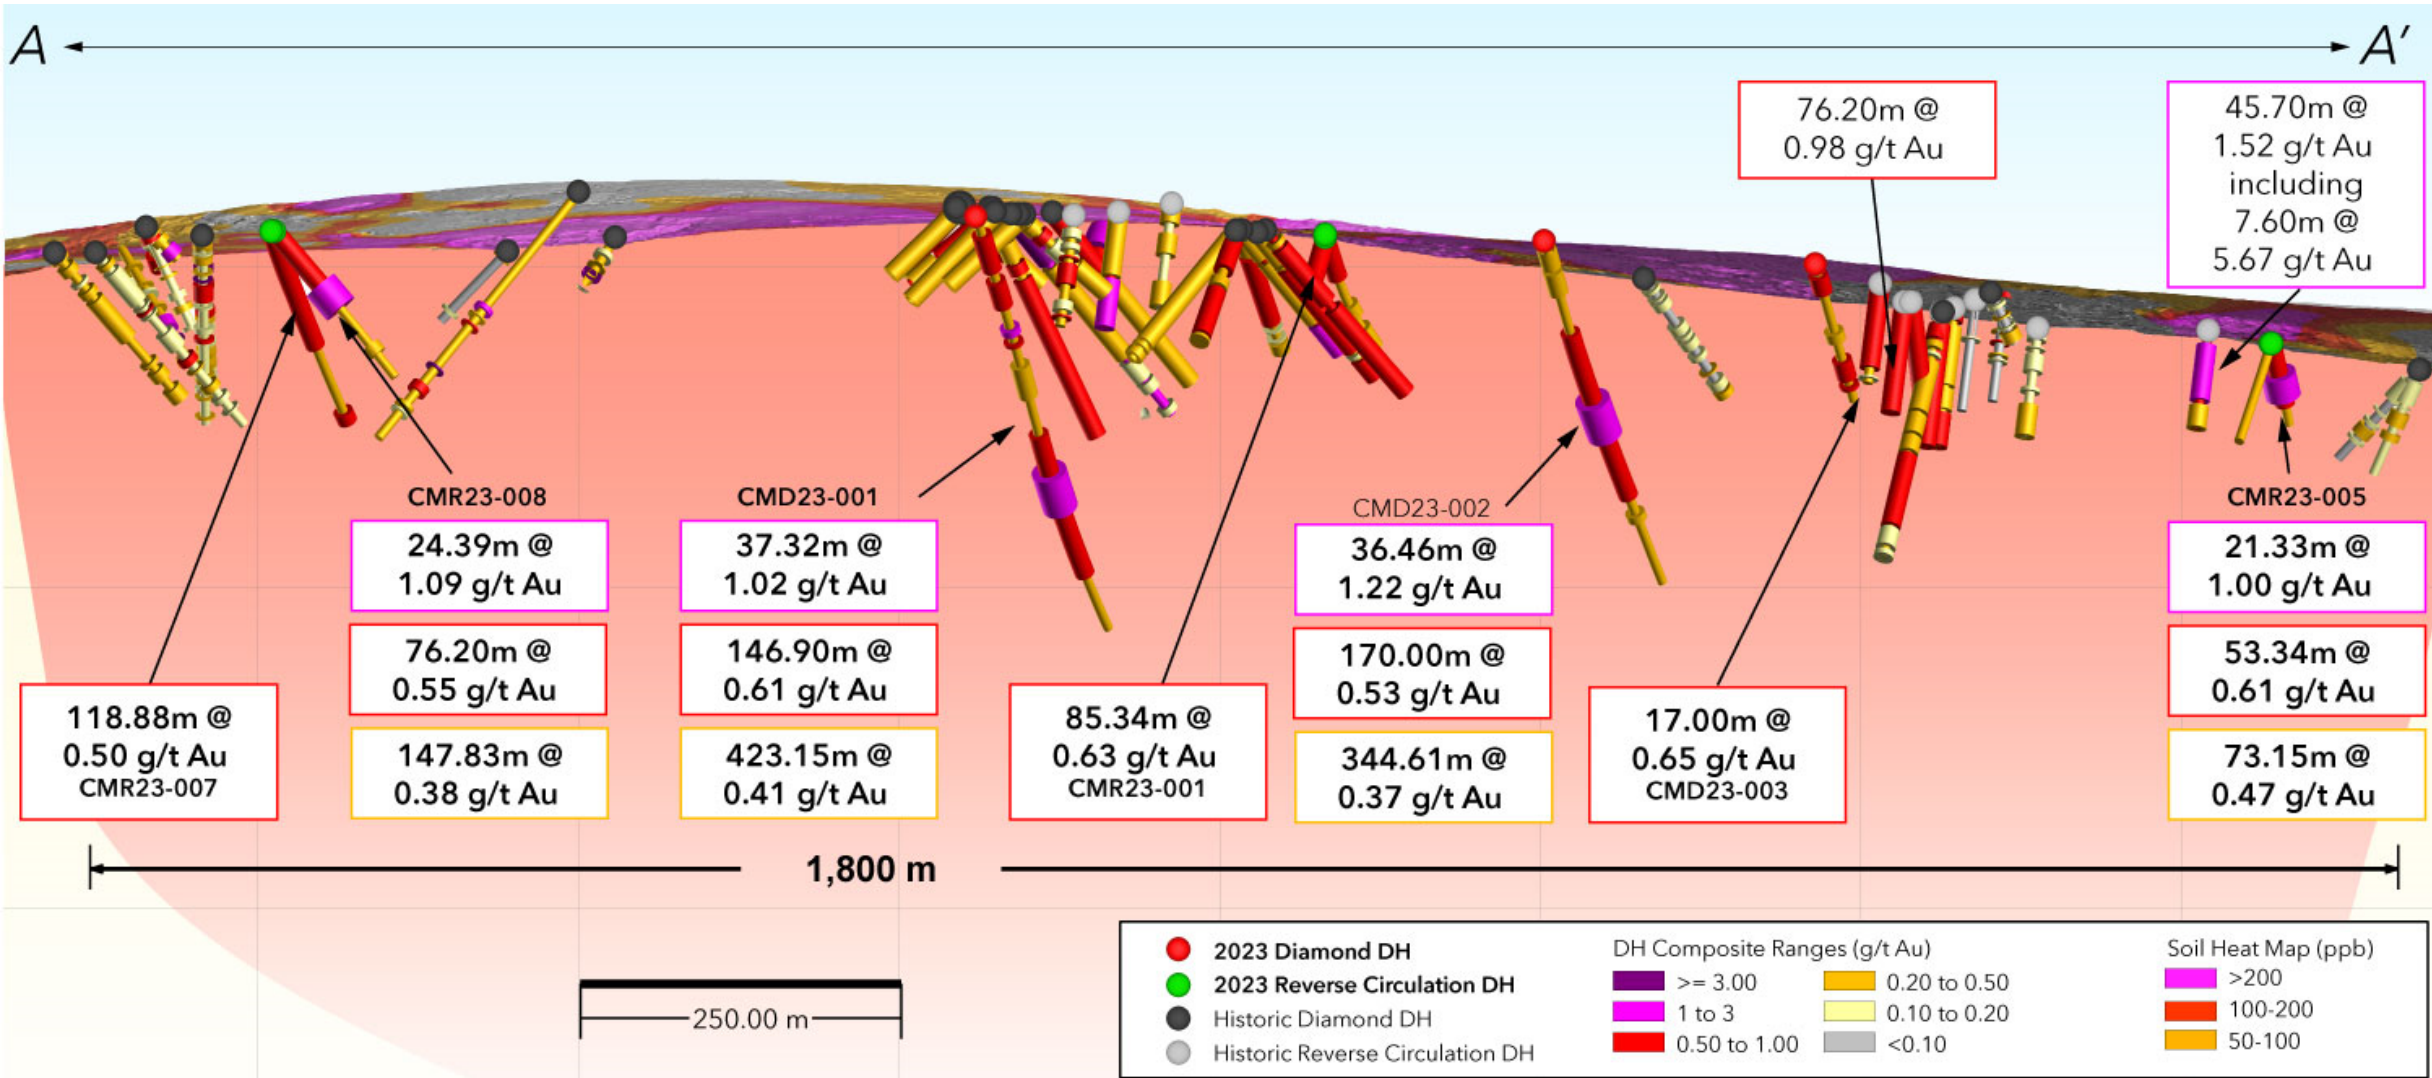 A
A'
76.20m @
0.98 g/t Au
45.70m @
1.52 g/t Au
including
7.60m @
5.67 g/t Au
CMR23-008
24.39m @
1.09 g/t Au
76.20m @
0.55 g/t Au
147.83m @
0.38 g/t Au
CMD23-001
37.32m @
1.02 g/t Au
146.90m @
0.61 g/t Au
423.15m @
0.41 g/t Au
CMD23-002
36.46m @
1.22 g/t Au
170.00m @
0.53 g/t Au
344.61m @
0.37 g/t Au
CMR23-005
21.33m @
1.00 g/t Au
53.34m @
0.61 g/t Au
73.15m @
0.47 g/t Au
118.88m @
0.50 g/t Au
CMR23-007
85.34m @
0.63 g/t Au
CMR23-001
17.00m @
0.65 g/t Au
CMD23-003
1,800 m
250.00 m
2023 Diamond DH
2023 Reverse Circulation DH
Historic Diamond DH
Historic Reverse Circulation DH
DH Composite Ranges (g/t Au)
>= 3.00
1 to 3
0.50 to 1.00
0.20 to 0.50
0.10 to 0.20
<0.10
Soil Heat Map (ppb)
>200
100-200
50-100